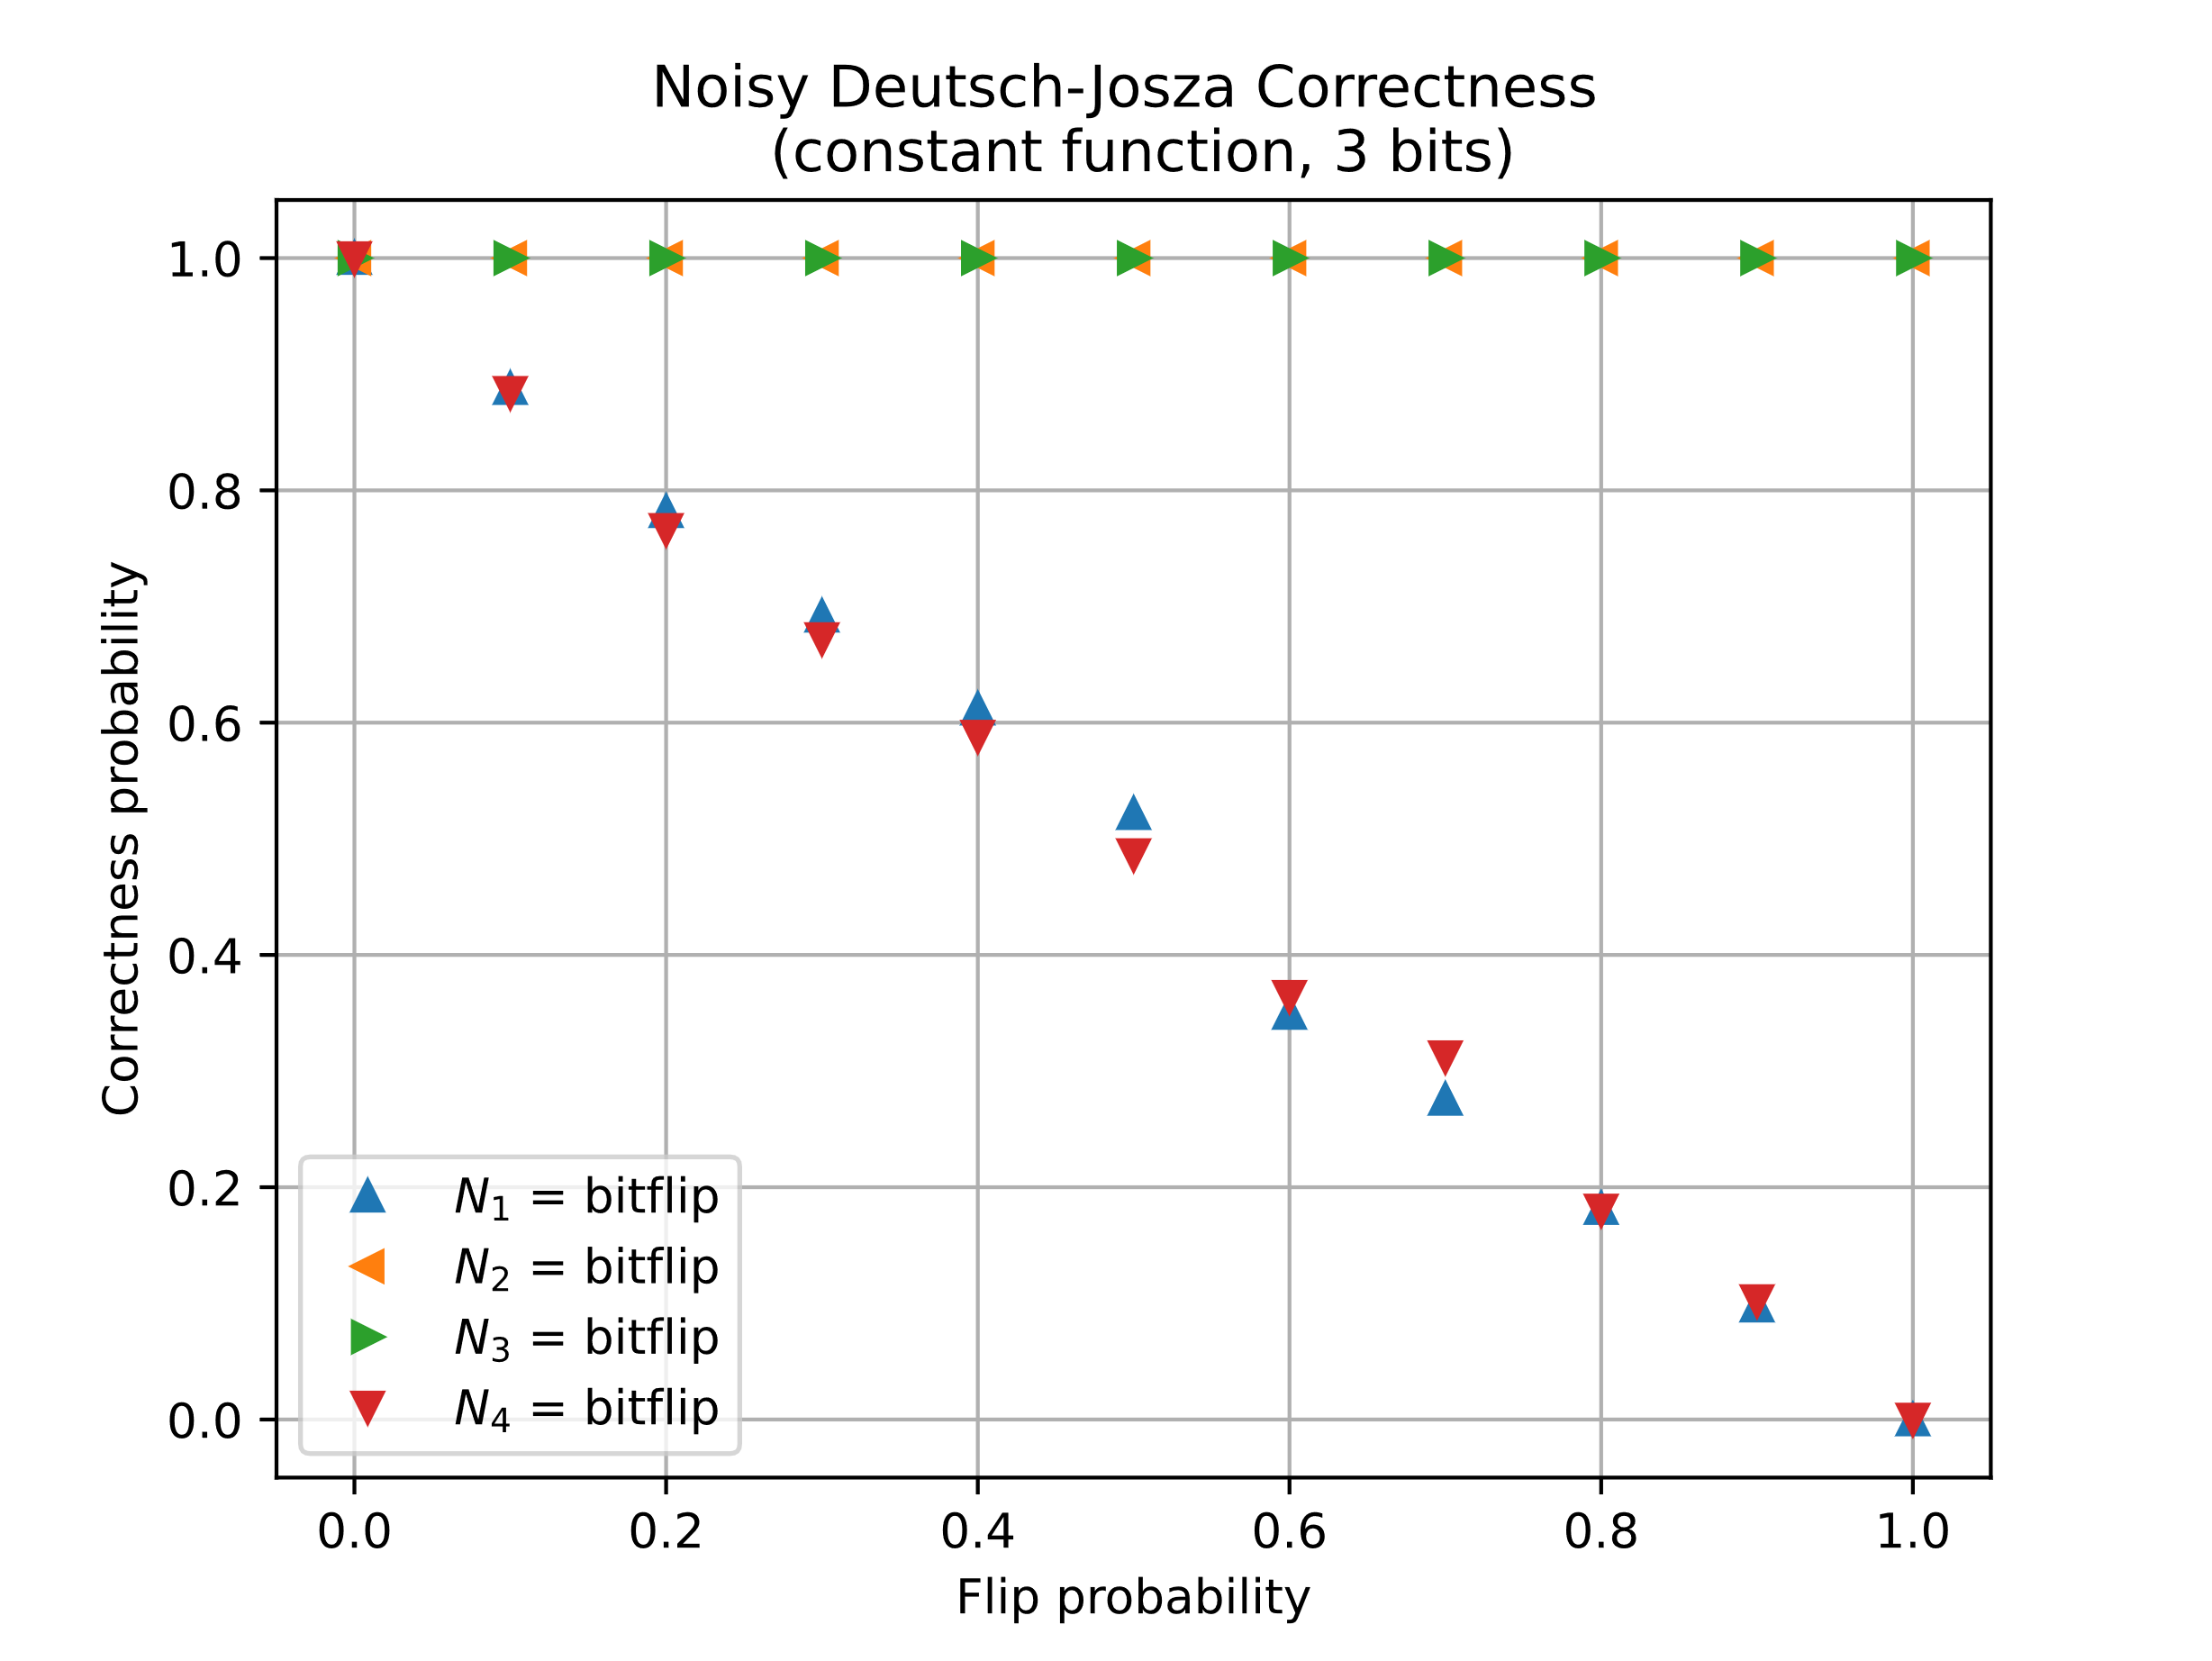 Noisy Deutsch-Josza Correctness
(constant function, 3 bits)
Correctness probability
1.0
0.8
0.6
0.4
0.2
0.0
N₁ = bitflip
N₂ = bitflip
N₃ = bitflip
N₄ = bitflip
0.0 0.2 0.4 0.6 0.8 1.0
Flip probability